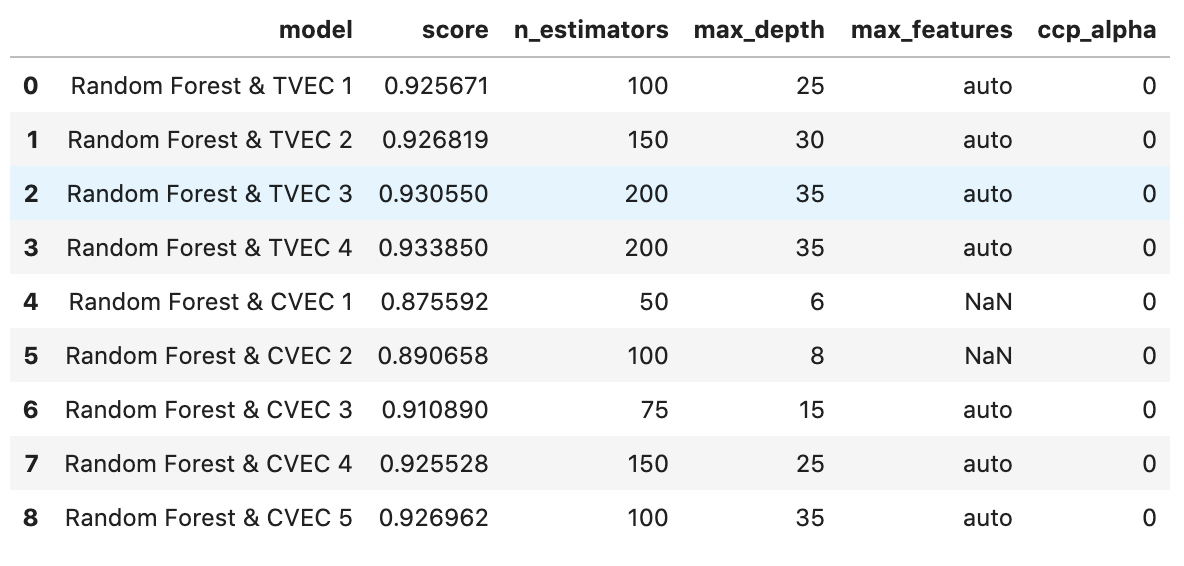 model score n_estimators max_depth max_features ccp_alpha
0 Random Forest & TVEC 1 0.925671 100 25 auto 0
1 Random Forest & TVEC 2 0.926819 150 30 auto 0
2 Random Forest & TVEC 3 0.930550 200 35 auto 0
3 Random Forest & TVEC 4 0.933850 200 35 auto 0
4 Random Forest & CVEC 1 0.875592 50 6 NaN 0
5 Random Forest & CVEC 2 0.890658 100 8 NaN 0
6 Random Forest & CVEC 3 0.910890 75 15 auto 0
7 Random Forest & CVEC 4 0.925528 150 25 auto 0
8 Random Forest & CVEC 5 0.926962 100 35 auto 0